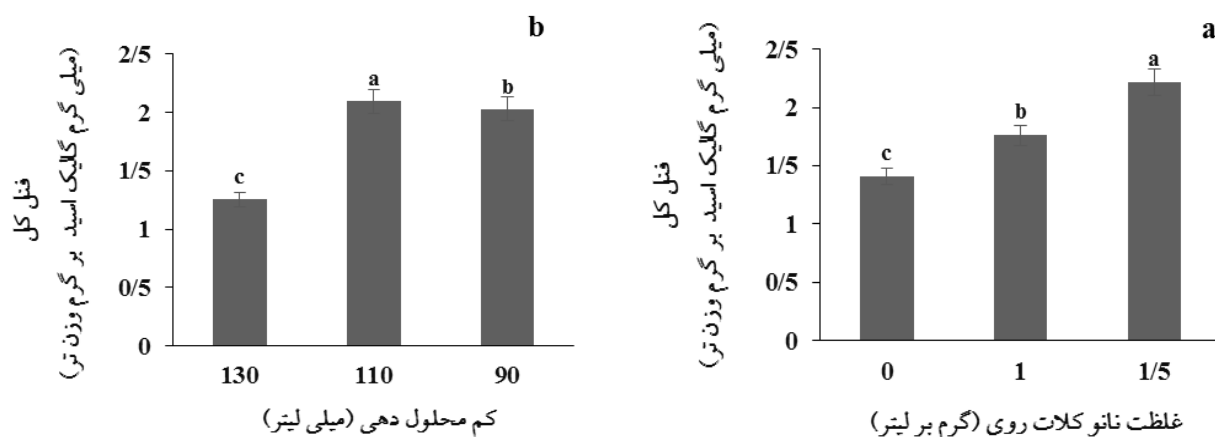 b
فنل کل
(میلی گرم گالیک اسید بر گرم وزن تر)
2/5
2
1/5
1
0/5
0
c
a
b
130 110 90
کم محلول دهی (میلی لیتر)
a
فنل کل
(میلی گرم گالیک اسید بر گرم وزن تر)
2/5
2
1/5
1
0/5
0
c
b
a
0 1 1/5
غلظت نانو کلات روی (گرم بر لیتر)